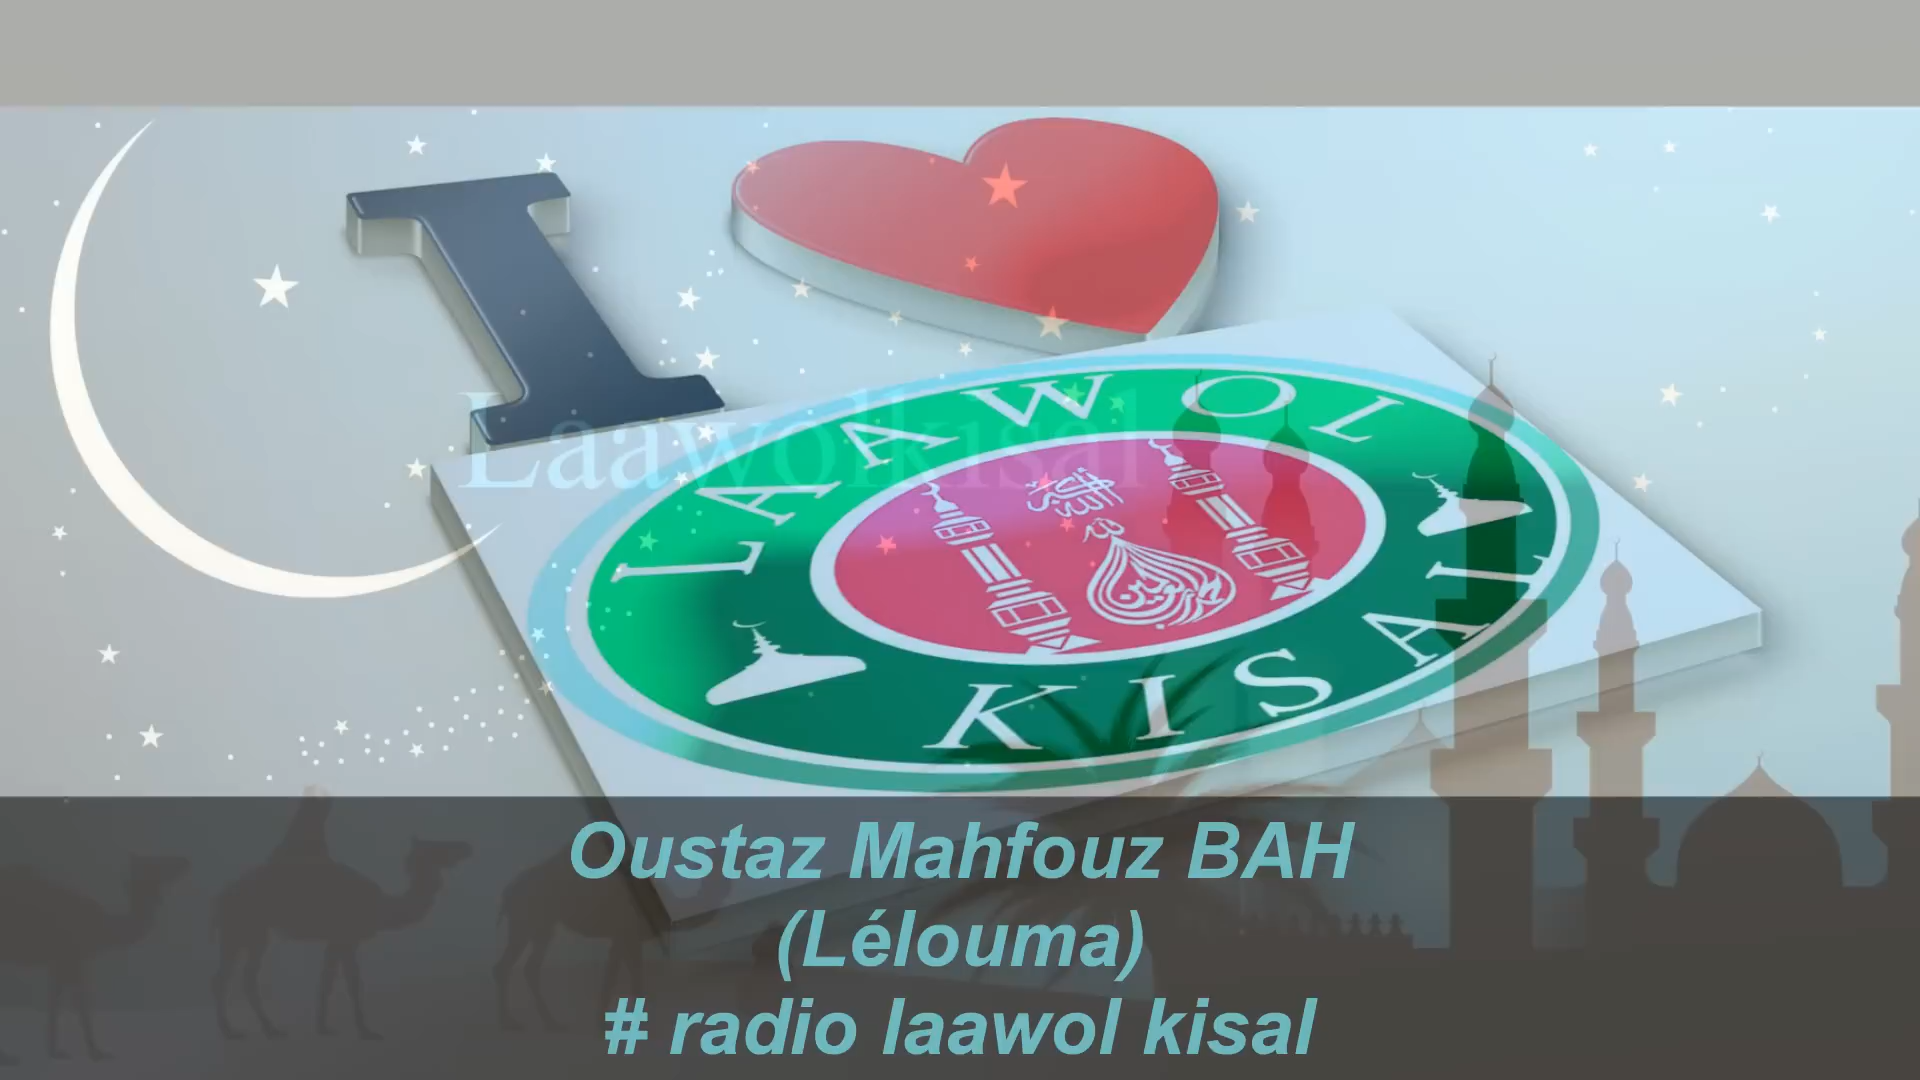 I
LAAWOL
KISAL
Laawolkisal
Oustaz Mahfouz BAH
(Lélouma)
# radio laawol kisal